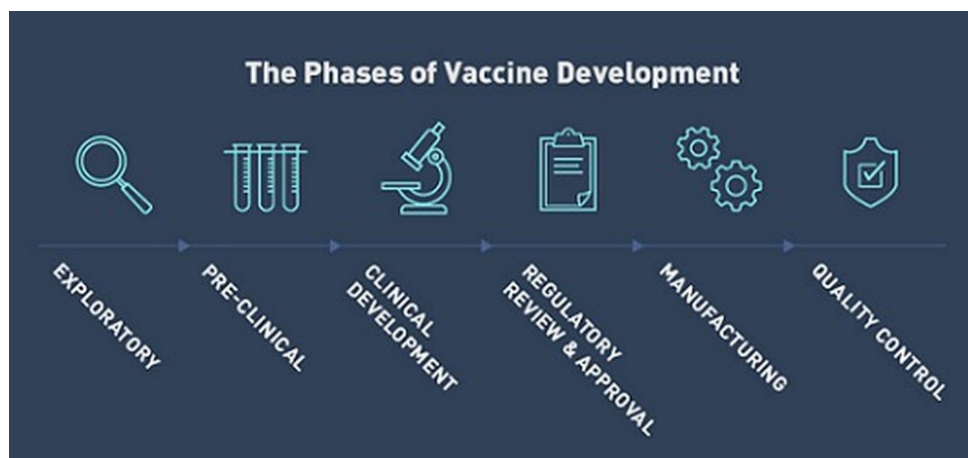 The Phases of Vaccine Development
EXPLORATORY
PRE-CLINICAL
CLINICAL
DEVELOPMENT
REGULATORY
REVIEW & APPROVAL
MANUFACTURING
QUALITY CONTROL